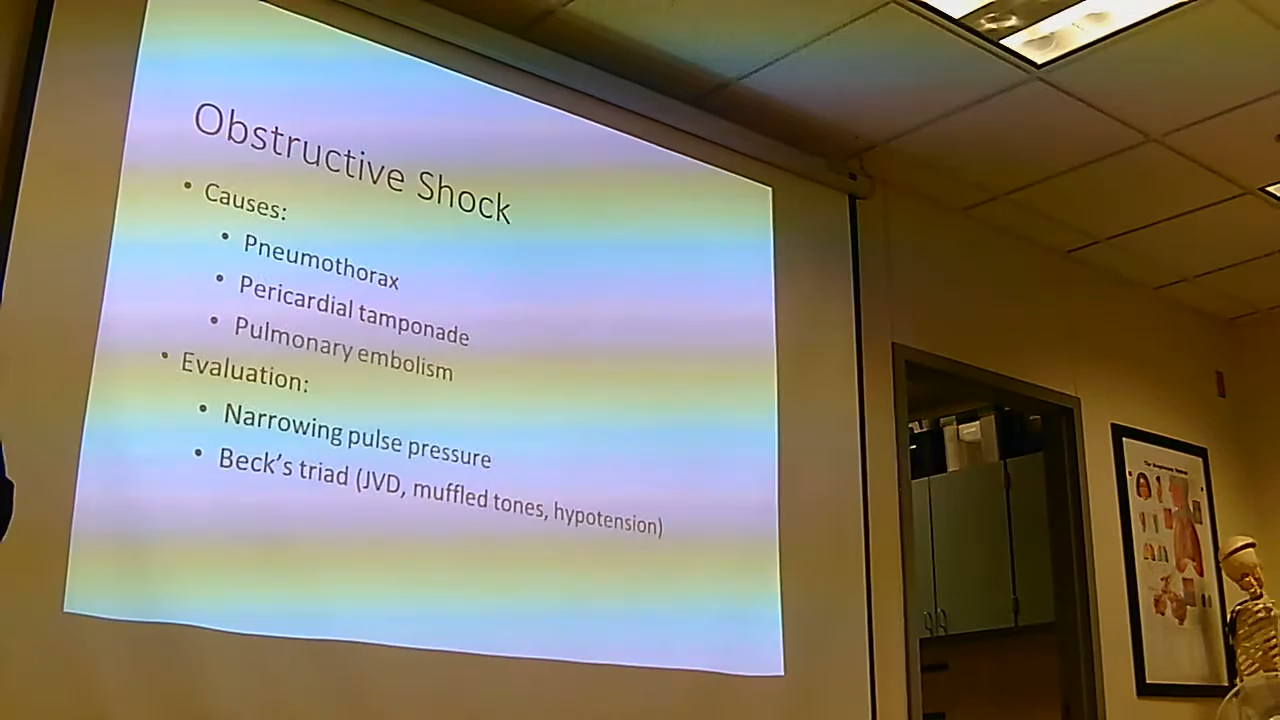 Obstructive Shock
• Causes:
• Pneumothorax
• Pericardial tamponade
• Pulmonary embolism
• Evaluation:
• Narrowing pulse pressure
• Beck's triad (JVD, muffled tones, hypotension)